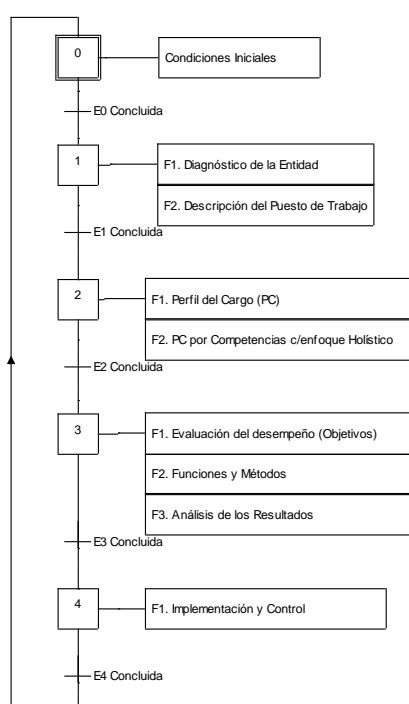 0
Condiciones Iniciales
E0 Concluida
1
F1. Diagnóstico de la Entidad
F2. Descripción del Puesto de Trabajo
E1 Concluida
2
F1. Perfil del Cargo (PC)
F2. PC por Competencias c/enfoque Holístico
E2 Concluida
3
F1. Evaluación del desempeño (Objetivos)
F2. Funciones y Métodos
F3. Análisis de los Resultados
E3 Concluida
4
F1. Implementación y Control
E4 Concluida